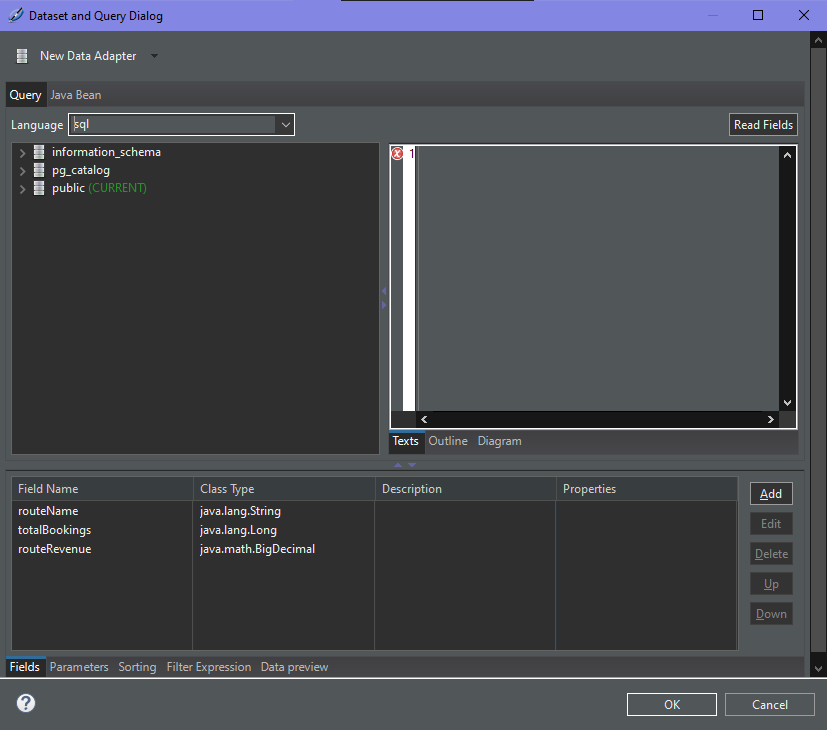 Dataset and Query Dialog
New Data Adapter
Query Java Bean
Language sql Read Fields
information_schema
pg_catalog
public (CURRENT)
1
Texts Outline Diagram
Field Name Class Type Description Properties
routeName java.lang.String
totalBookings java.lang.Long
routeRevenue java.math.BigDecimal
Add
Edit
Delete
Up
Down
Fields Parameters Sorting Filter Expression Data preview
? OK Cancel